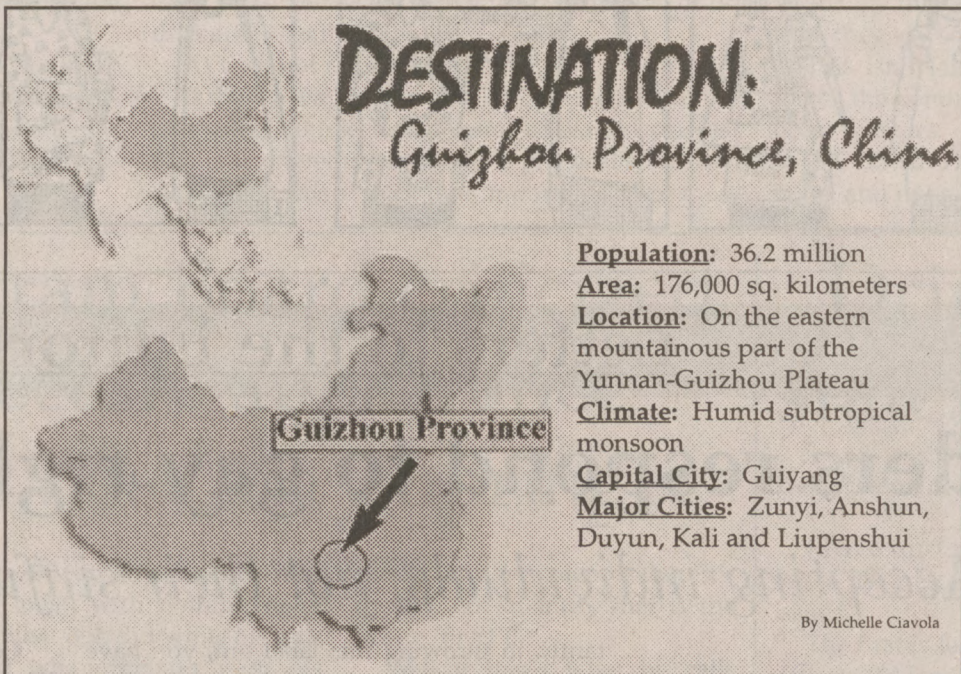 DESTINATION:
Guizhou Province, China
Population: 36.2 million
Area: 176,000 sq. kilometers
Location: On the eastern
mountainous part of the
Yunnan-Guizhou Plateau
Climate: Humid subtropical
monsoon
Capital City: Guiyang
Major Cities: Zunyi, Anshun,
Duyun, Kali and Liupenshui
Guizhou Province
By Michelle Ciavola